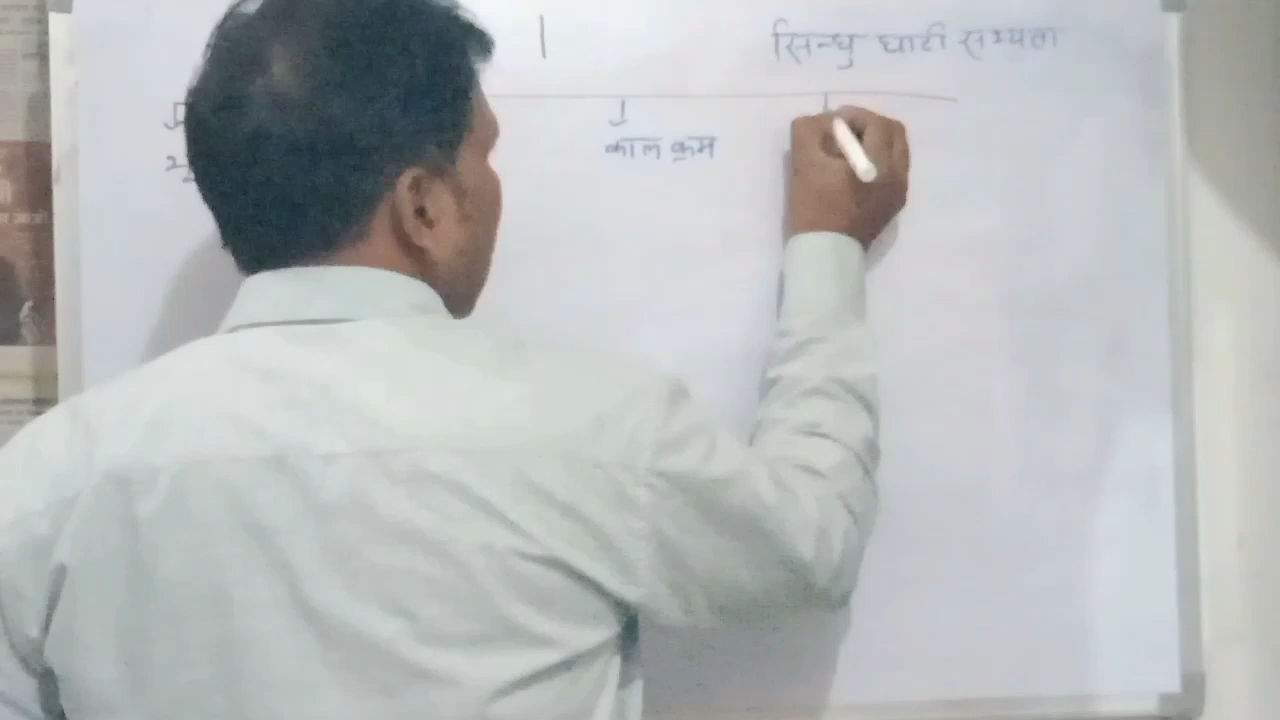 सिन्धु घाटी सभ्यता
काल क्रम